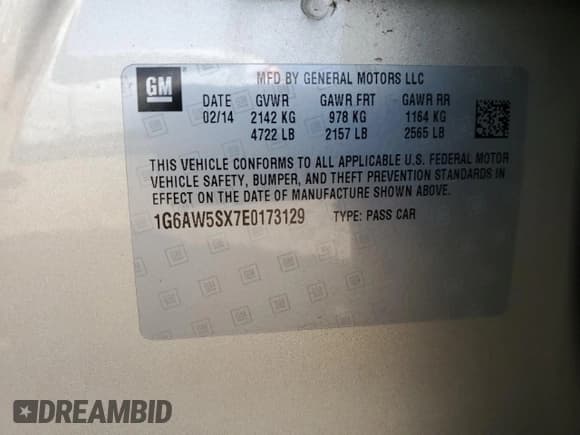 GM
MFD BY GENERAL MOTORS LLC
DATE GVWR GAWR FRT GAWR RR
02/14 2142 KG 978 KG 1164 KG
4722 LB 2157 LB 2565 LB
THIS VEHICLE CONFORMS TO ALL APPLICABLE U.S. FEDERAL MOTOR
VEHICLE SAFETY, BUMPER, AND THEFT PREVENTION STANDARDS IN
EFFECT ON THE DATE OF MANUFACTURE SHOWN ABOVE.
1G6AW5SX7E0173129 TYPE: PASS CAR
DREAMBID